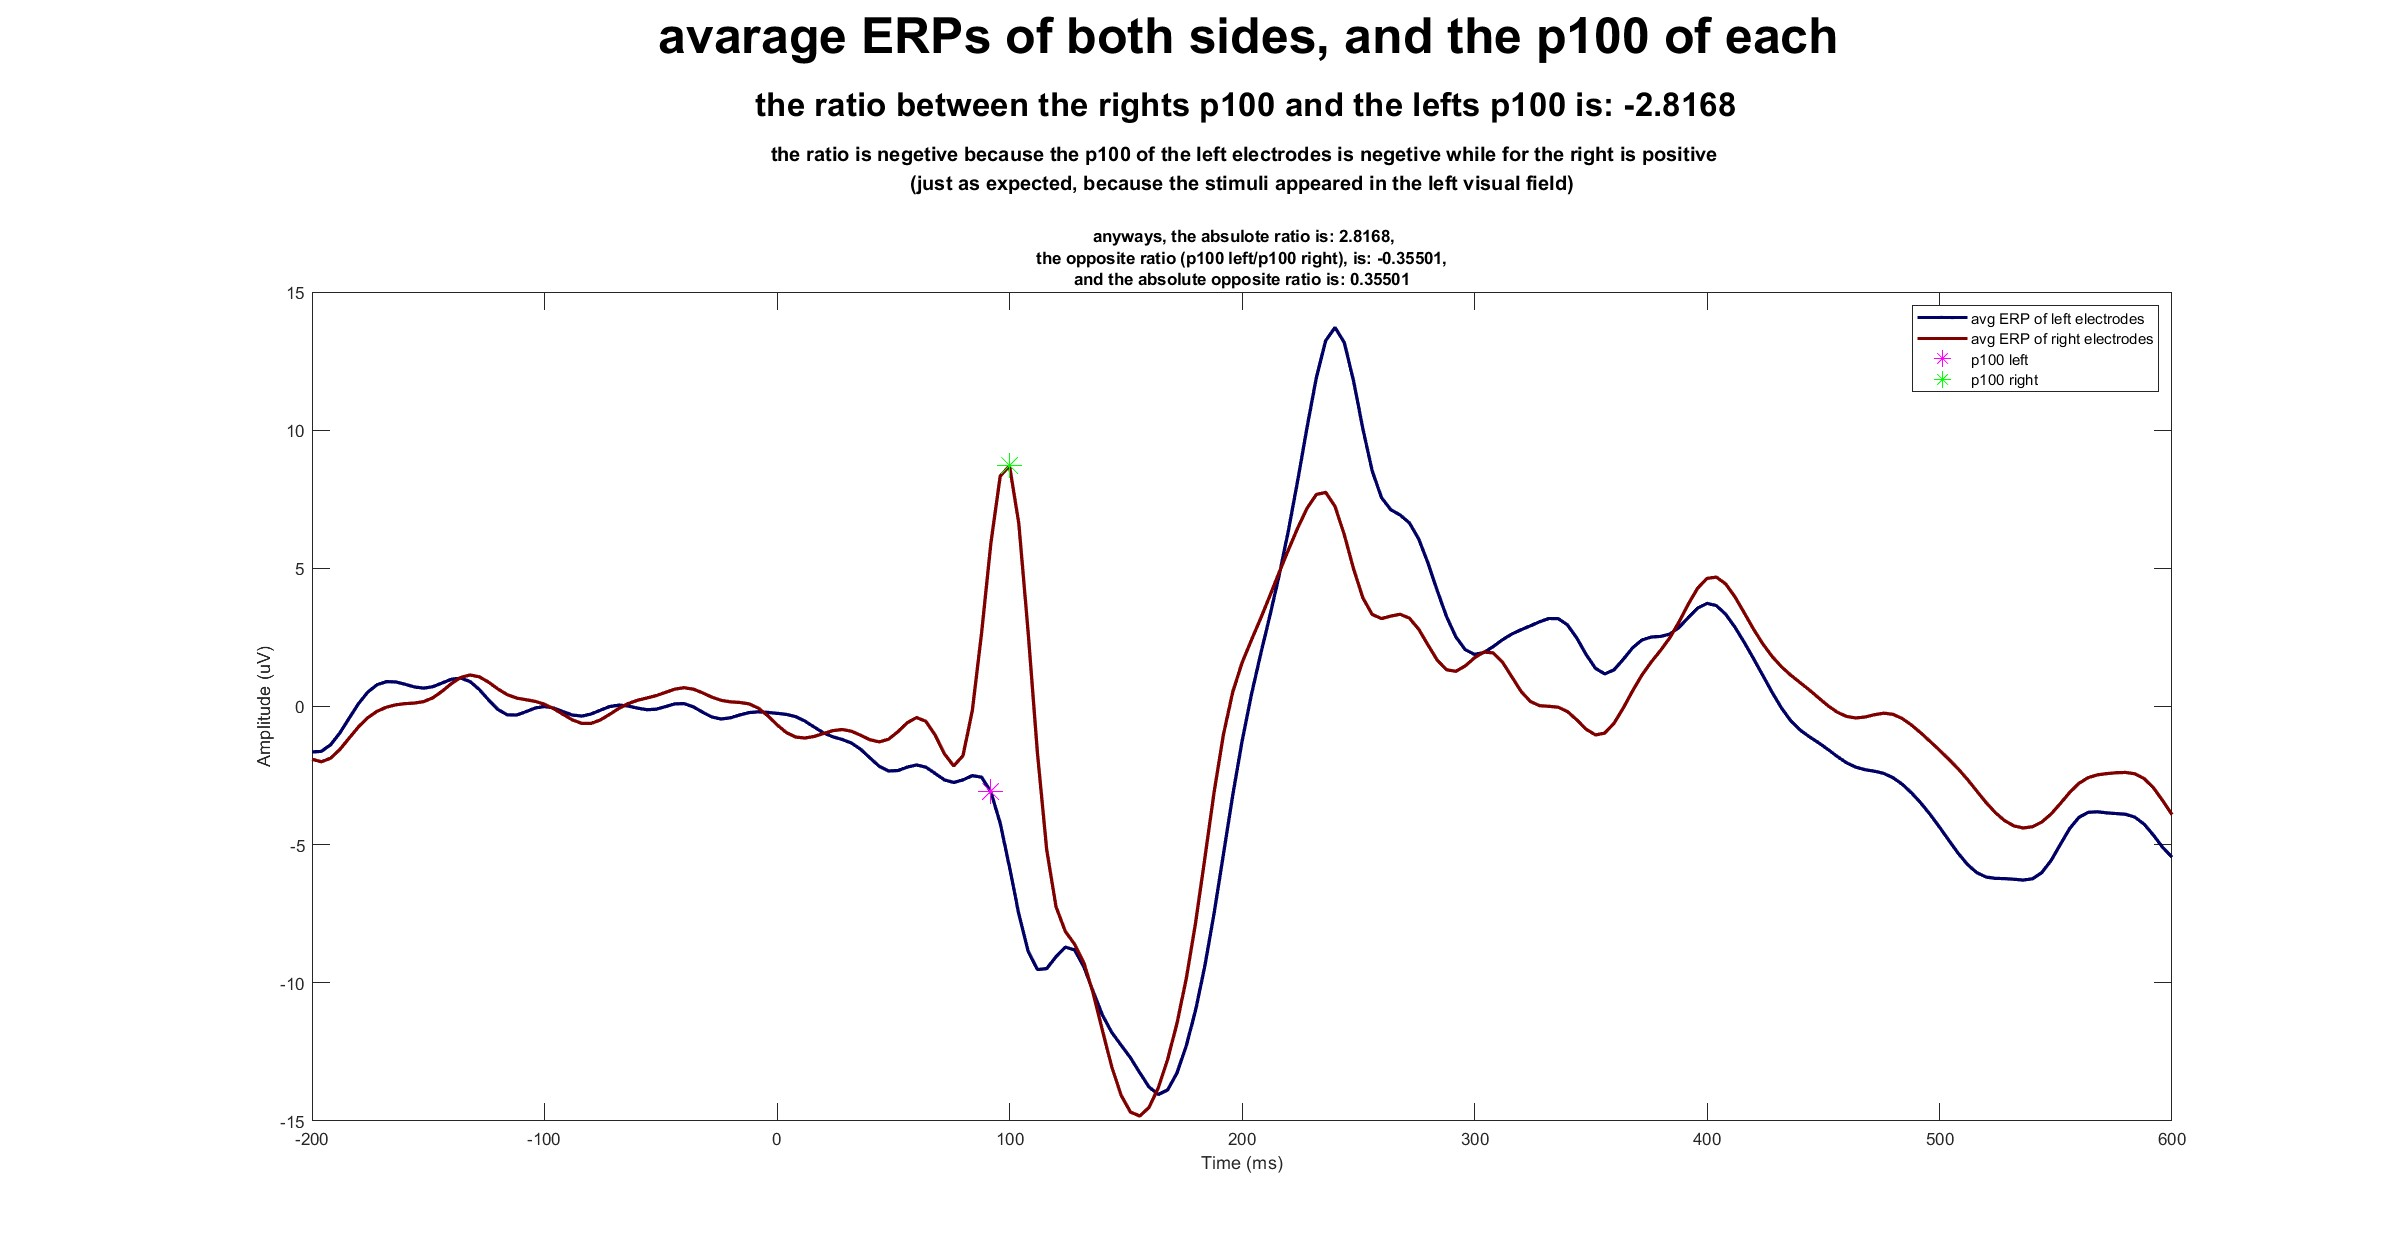 avarage ERPs of both sides, and the p100 of each
the ratio between the rights p100 and the lefts p100 is: -2.8168
the ratio is negetive because the p100 of the left electrodes is negetive while for the right is positive
(just as expected, because the stimuli appeared in the left visual field)
anyways, the absulote ratio is: 2.8168,
the opposite ratio (p100 left/p100 right), is: -0.35501,
and the absolute opposite ratio is: 0.35501
avg ERP of left electrodes
avg ERP of right electrodes
p100 left
p100 right
Amplitude (uV)
15
10
5
0
-5
-10
-15
-200
-100
0
100
200
300
400
500
600
Time (ms)